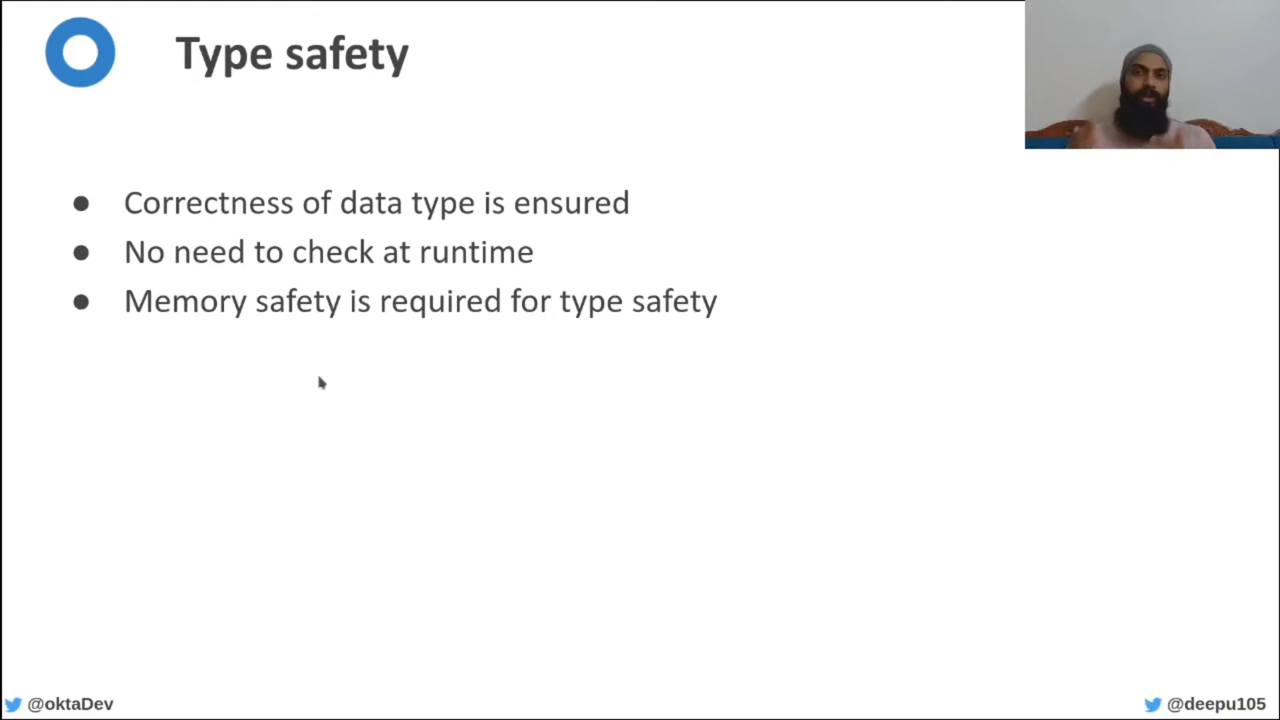 Type safety
● Correctness of data type is ensured
● No need to check at runtime
● Memory safety is required for type safety
@oktaDev
@deepu105